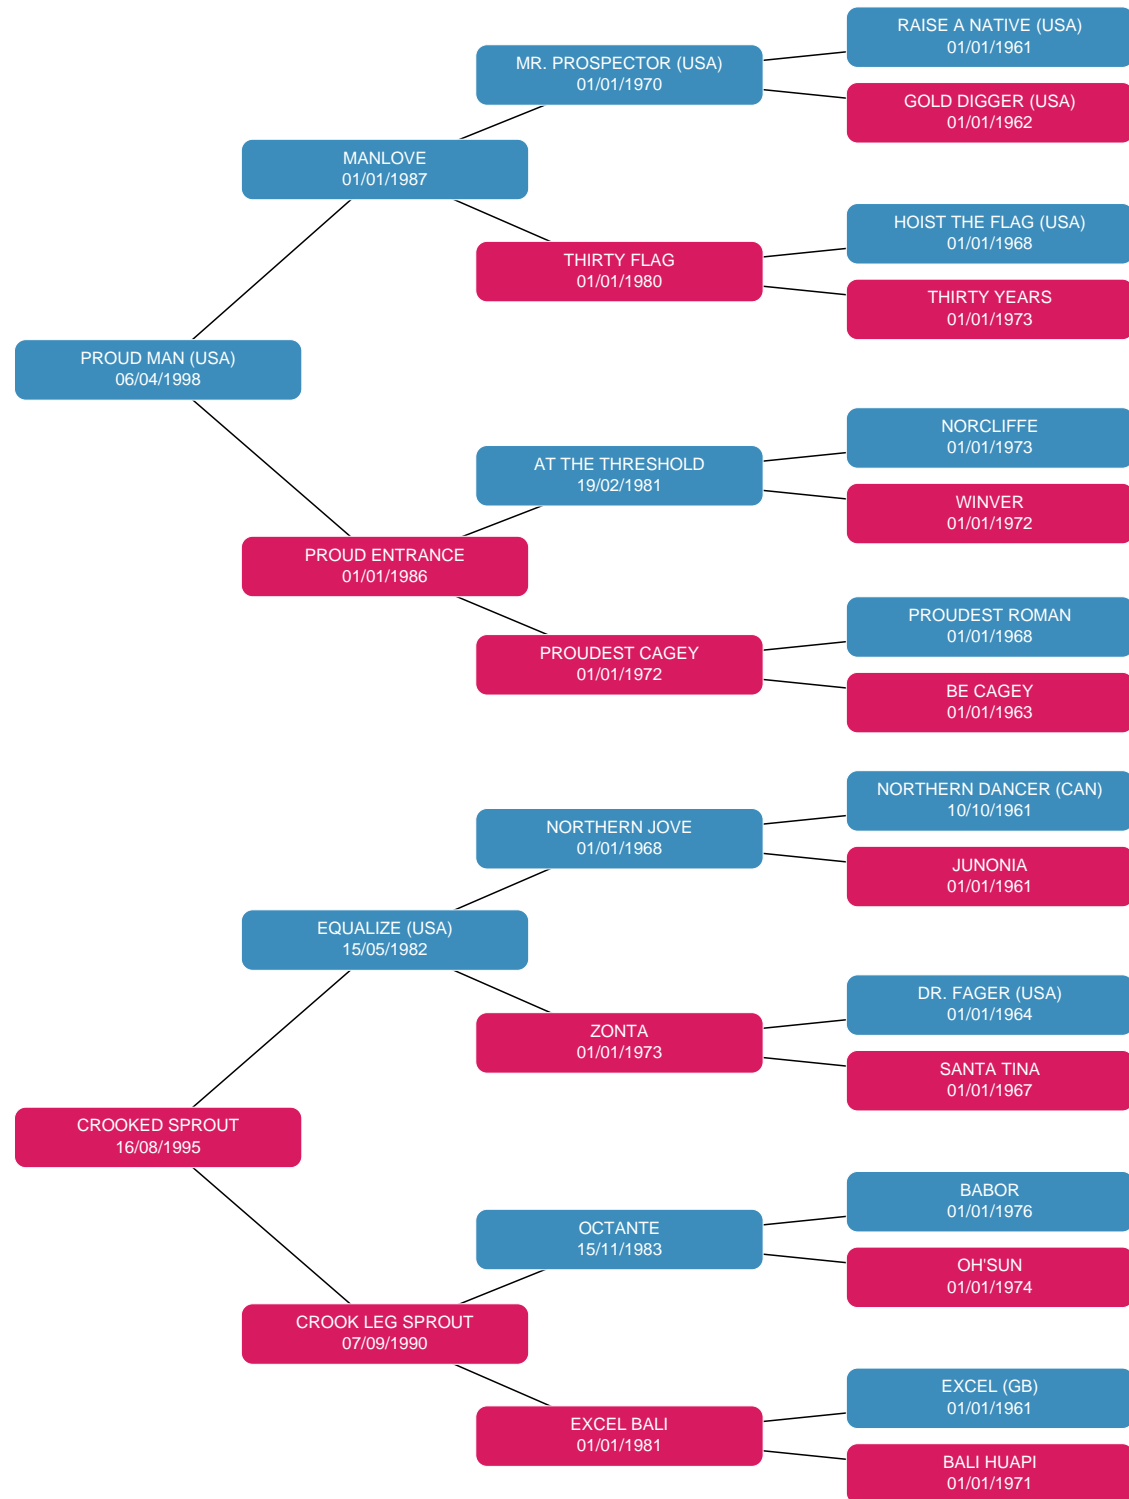 RAISE A NATIVE (USA)
01/01/1961
MR. PROSPECTOR (USA)
01/01/1970
GOLD DIGGER (USA)
01/01/1962
MANLOVE
01/01/1987
HOIST THE FLAG (USA)
01/01/1968
THIRTY FLAG
01/01/1980
THIRTY YEARS
01/01/1973
PROUD MAN (USA)
06/04/1998
NORCLIFFE
01/01/1973
AT THE THRESHOLD
19/02/1981
WINVER
01/01/1972
PROUD ENTRANCE
01/01/1986
PROUDEST ROMAN
01/01/1968
PROUDEST CAGEY
01/01/1972
BE CAGEY
01/01/1963
NORTHERN DANCER (CAN)
10/10/1961
NORTHERN JOVE
01/01/1968
JUNONIA
01/01/1961
EQUALIZE (USA)
15/05/1982
DR. FAGER (USA)
01/01/1964
ZONTA
01/01/1973
SANTA TINA
01/01/1967
CROOKED SPROUT
16/08/1995
BABOR
01/01/1976
OCTANTE
15/11/1983
OH'SUN
01/01/1974
CROOK LEG SPROUT
07/09/1990
EXCEL (GB)
01/01/1961
EXCEL BALI
01/01/1981
BALI HUAPI
01/01/1971